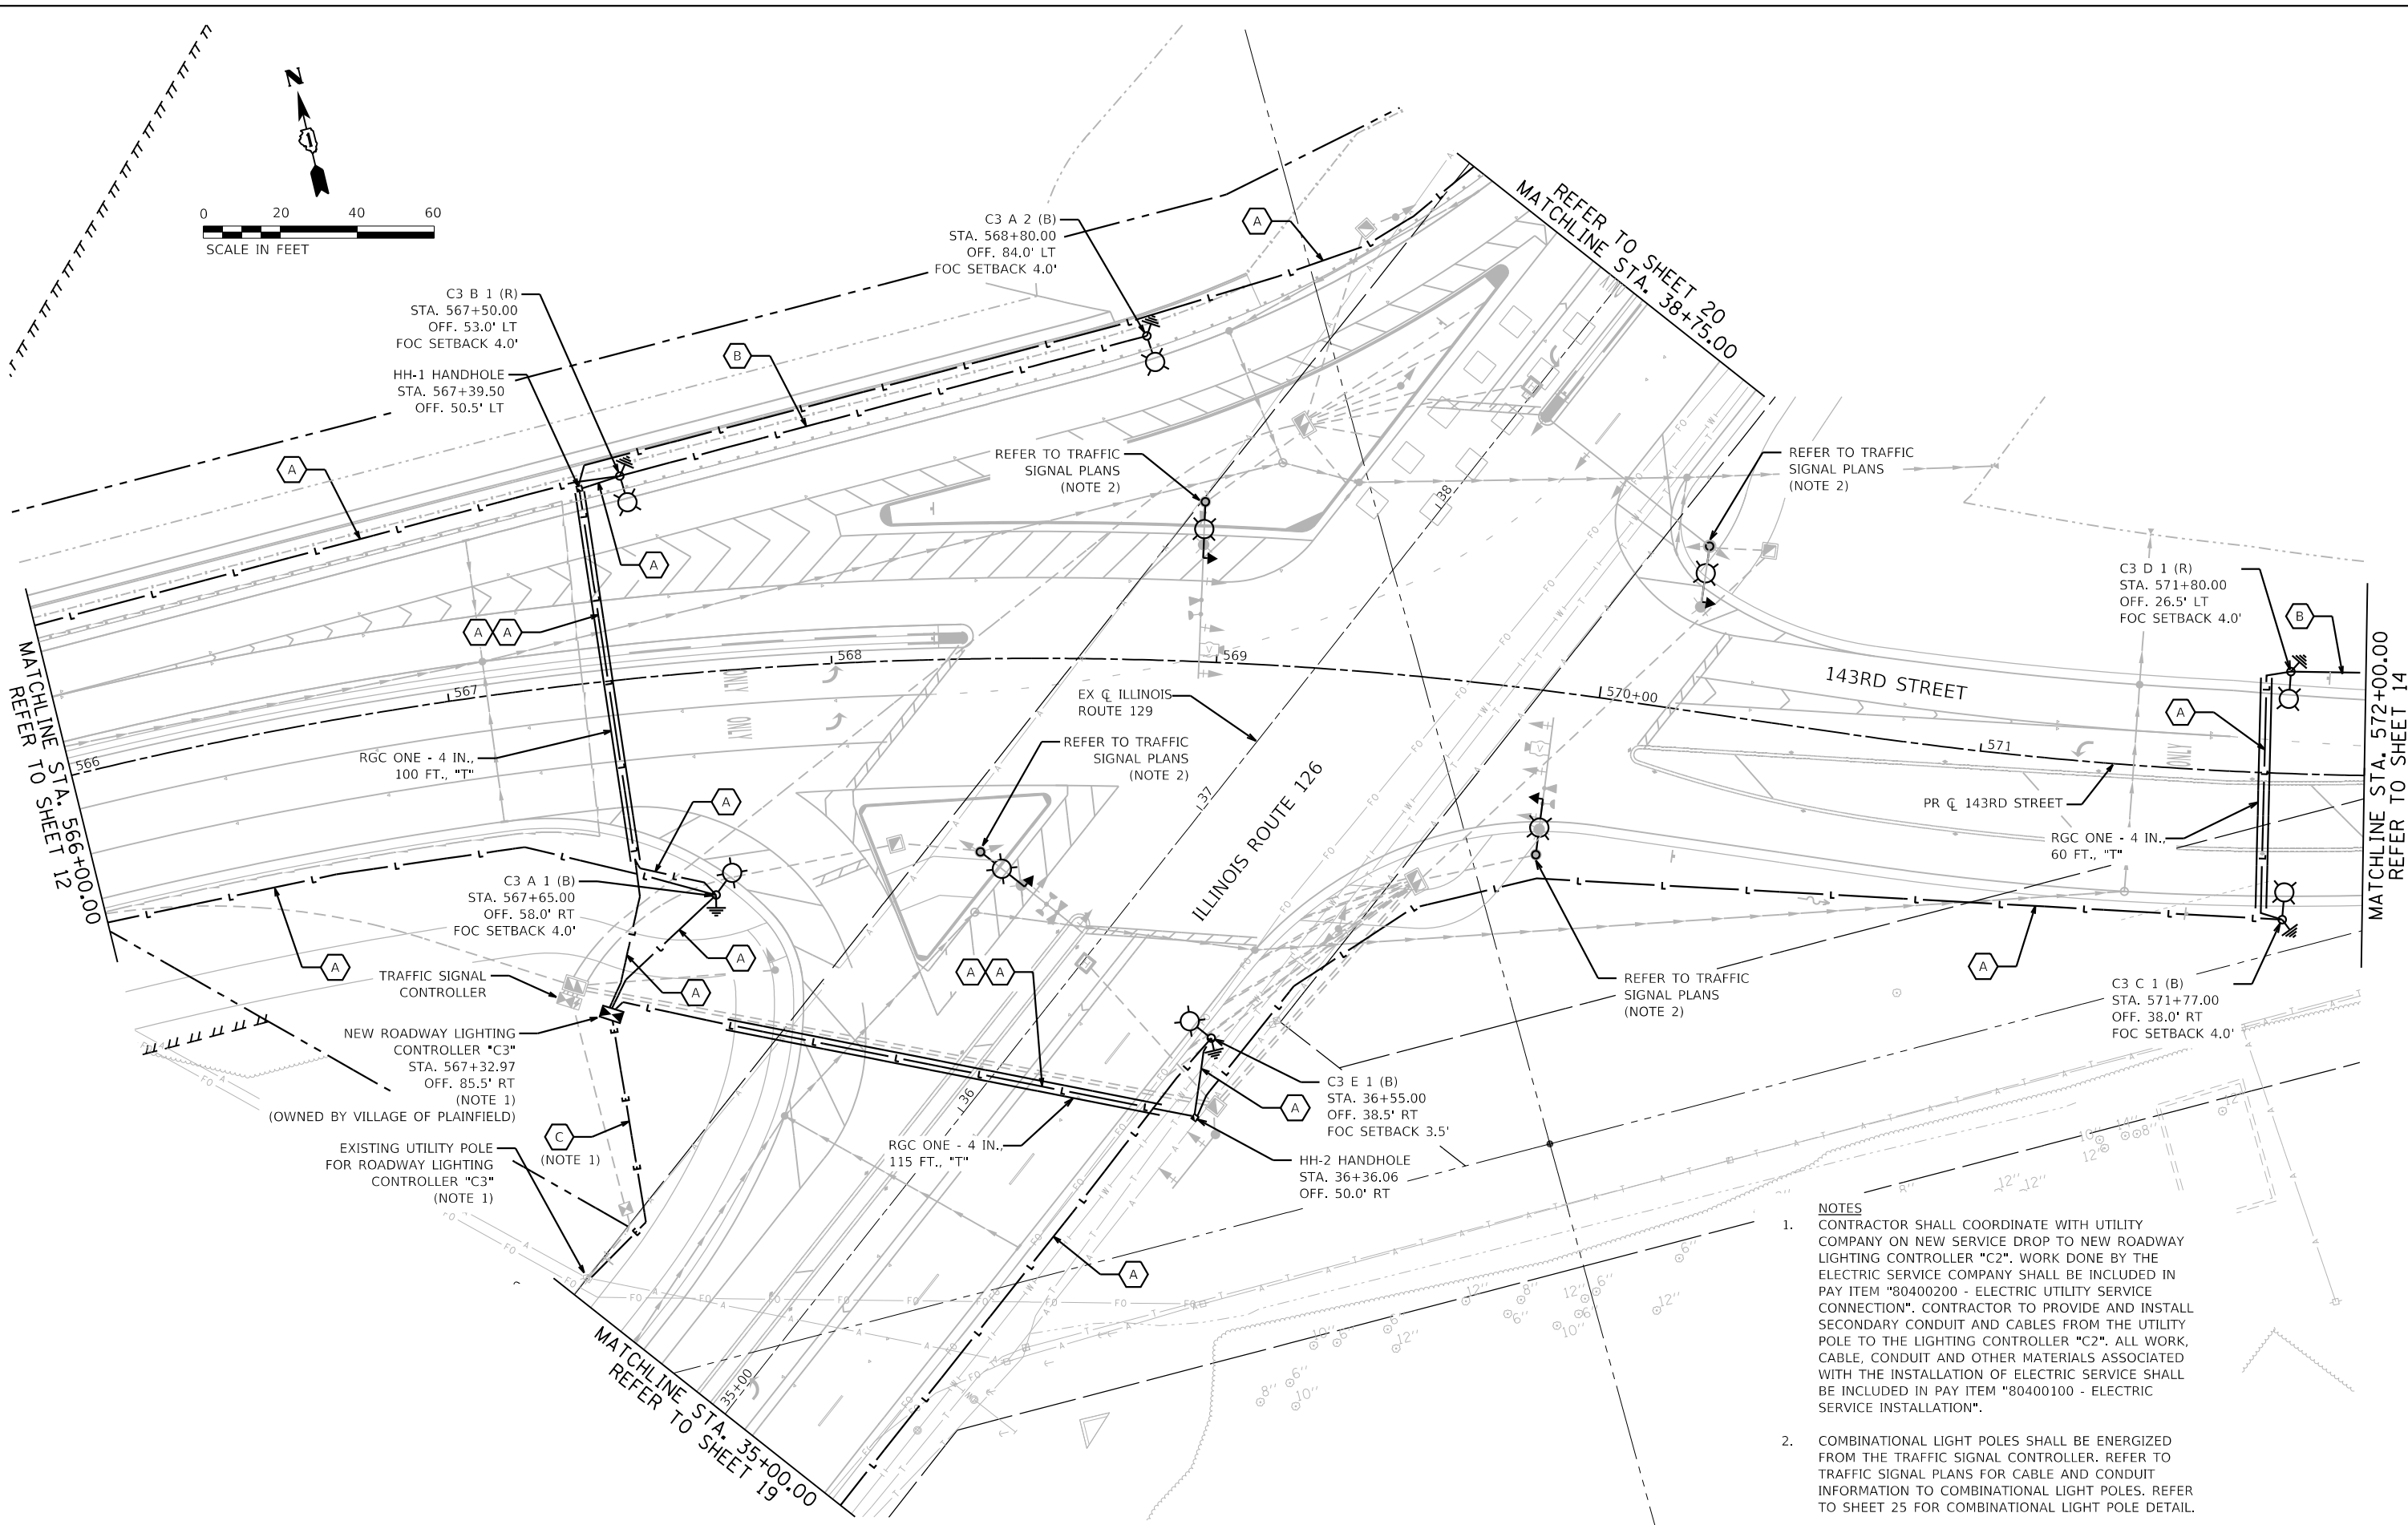 N
0 20 40 60
SCALE IN FEET
C3 A 2 (B)
STA. 568+80.00
OFF. 84.0' LT
FOC SETBACK 4.0'
A
REFER TO SHEET 20
MATCHLINE STA. 38+75.00
C3 B 1 (R)
STA. 567+50.00
OFF. 53.0' LT
FOC SETBACK 4.0'
HH-1 HANDHOLE
STA. 567+39.50
OFF. 50.5' LT
B
A
A
A A
REFER TO TRAFFIC
SIGNAL PLANS
(NOTE 2)
38
REFER TO TRAFFIC
SIGNAL PLANS
(NOTE 2)
C3 D 1 (R)
STA. 571+80.00
OFF. 26.5' LT
FOC SETBACK 4.0'
B
MATCHLINE STA. 566+00.00
REFER TO SHEET 12
566
567
568
569
570+00
571
ONLY
ONLY
143RD STREET
EX ℄ ILLINOIS
ROUTE 129
REFER TO TRAFFIC
SIGNAL PLANS
(NOTE 2)
RGC ONE - 4 IN.,
100 FT., "T"
37
ILLINOIS ROUTE 126
A
ONLY
PR ℄ 143RD STREET
RGC ONE - 4 IN.,
60 FT., "T"
MATCHLINE STA. 572+00.00
REFER TO SHEET 14
A
C3 A 1 (B)
STA. 567+65.00
OFF. 58.0' RT
FOC SETBACK 4.0'
A
A
A
A A
TRAFFIC SIGNAL
CONTROLLER
NEW ROADWAY LIGHTING
CONTROLLER "C3"
STA. 567+32.97
OFF. 85.5' RT
(NOTE 1)
(OWNED BY VILLAGE OF PLAINFIELD)
EXISTING UTILITY POLE
FOR ROADWAY LIGHTING
CONTROLLER "C3"
(NOTE 1)
C
(NOTE 1)
36
RGC ONE - 4 IN.,
115 FT., "T"
REFER TO TRAFFIC
SIGNAL PLANS
(NOTE 2)
A
C3 C 1 (B)
STA. 571+77.00
OFF. 38.0' RT
FOC SETBACK 4.0'
C3 E 1 (B)
STA. 36+55.00
OFF. 38.5' RT
FOC SETBACK 3.5'
A
HH-2 HANDHOLE
STA. 36+36.06
OFF. 50.0' RT
A
35+00
MATCHLINE STA. 35+00.00
REFER TO SHEET 19
NOTES
1. CONTRACTOR SHALL COORDINATE WITH UTILITY
COMPANY ON NEW SERVICE DROP TO NEW ROADWAY
LIGHTING CONTROLLER "C2". WORK DONE BY THE
ELECTRIC SERVICE COMPANY SHALL BE INCLUDED IN
PAY ITEM "80400200 - ELECTRIC UTILITY SERVICE
CONNECTION". CONTRACTOR TO PROVIDE AND INSTALL
SECONDARY CONDUIT AND CABLES FROM THE UTILITY
POLE TO THE LIGHTING CONTROLLER "C2". ALL WORK,
CABLE, CONDUIT AND OTHER MATERIALS ASSOCIATED
WITH THE INSTALLATION OF ELECTRIC SERVICE SHALL
BE INCLUDED IN PAY ITEM "80400100 - ELECTRIC
SERVICE INSTALLATION".
2. COMBINATIONAL LIGHT POLES SHALL BE ENERGIZED
FROM THE TRAFFIC SIGNAL CONTROLLER. REFER TO
TRAFFIC SIGNAL PLANS FOR CABLE AND CONDUIT
INFORMATION TO COMBINATIONAL LIGHT POLES. REFER
TO SHEET 25 FOR COMBINATIONAL LIGHT POLE DETAIL.